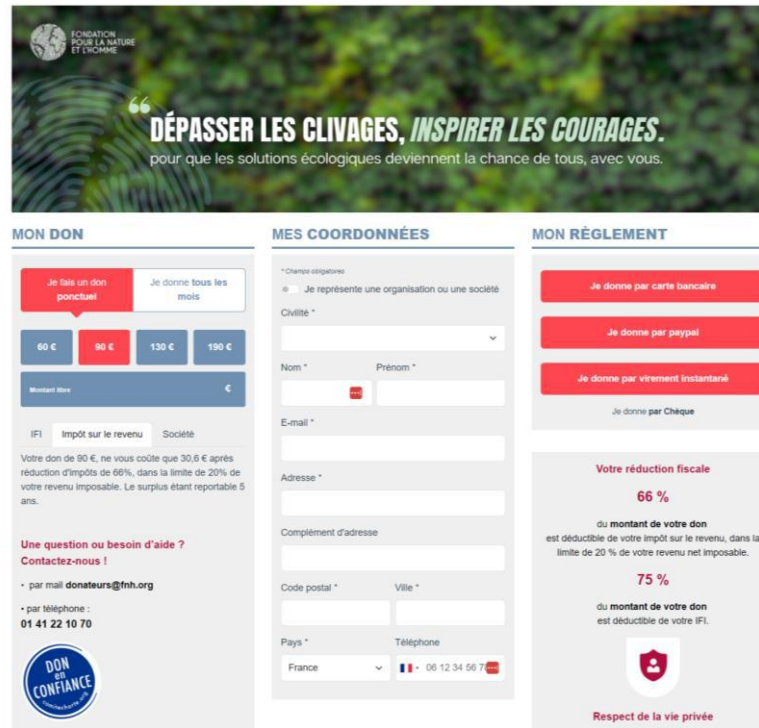 FONDATION
POUR LA NATURE
ET L'HOMME
“DÉPASSER LES CLIVAGES, INSPIRER LES COURAGES.
pour que les solutions écologiques deviennent la chance de tous, avec vous.
MON DON
Je fais un don
ponctuel
Je donne tous les
mois
60 €
90 €
130 €
190 €
Montant libre
€
IFI
Impôt sur le revenu
Société
Votre don de 90 €, ne vous coûte que 30,6 € après
réduction d'impôts de 66%, dans la limite de 20% de
votre revenu imposable. Le surplus étant reportable 5
ans.
Une question ou besoin d'aide ?
Contactez-nous !
• par mail donateurs@fnh.org
• par téléphone :
01 41 22 10 70
DON
en
CONFIANCE
comitecharte.org
MES COORDONNÉES
* Champs obligatoires
Je représente une organisation ou une société
Civilité *
Nom *
Prénom *
E-mail *
Adresse *
Complément d'adresse
Code postal *
Ville *
Pays *
Téléphone
France
06 12 34 56 7
MON RÈGLEMENT
Je donne par carte bancaire
Je donne par paypal
Je donne par virement instantané
Je donne par Chèque
Votre réduction fiscale
66 %
du montant de votre don
est déductible de votre impôt sur le revenu, dans la
limite de 20 % de votre revenu net imposable.
75 %
du montant de votre don
est déductible de votre IFI.
Respect de la vie privée